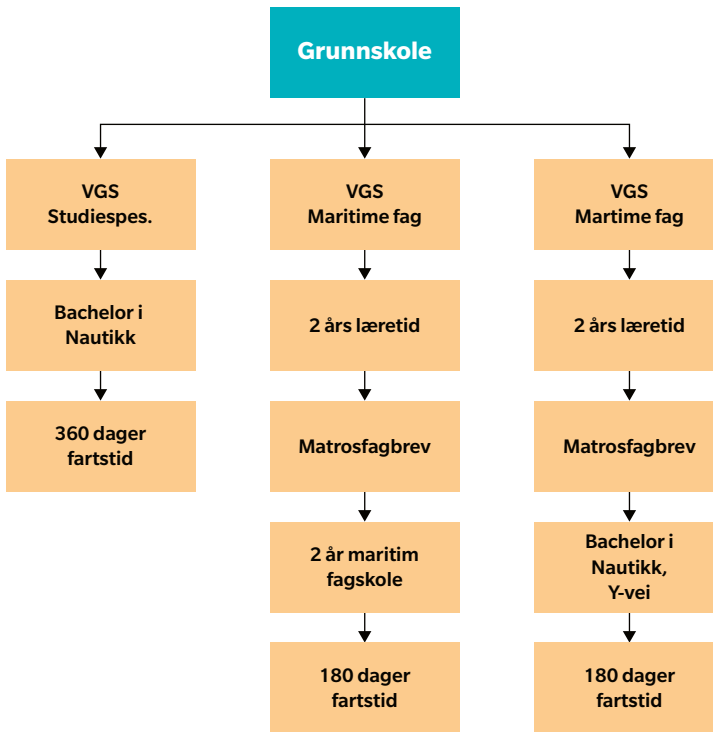 Grunnskole
VGS
Studiespes.
VGS
Maritime fag
VGS
Martime fag
Bachelor i
Nautikk
2 års læretid
2 års læretid
360 dager
fartstid
Matrosfagbrev
Matrosfagbrev
2 år maritim
fagskole
Bachelor i
Nautikk,
Y-vei
180 dager
fartstid
180 dager
fartstid